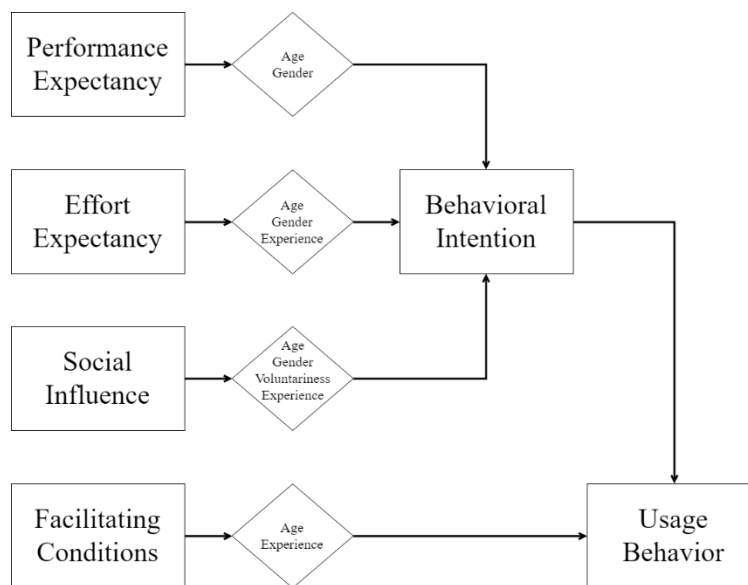 Performance
Expectancy
Age
Gender
Effort
Expectancy
Age
Gender
Experience
Behavioral
Intention
Social
Influence
Age
Gender
Voluntariness
Experience
Facilitating
Conditions
Age
Experience
Usage
Behavior